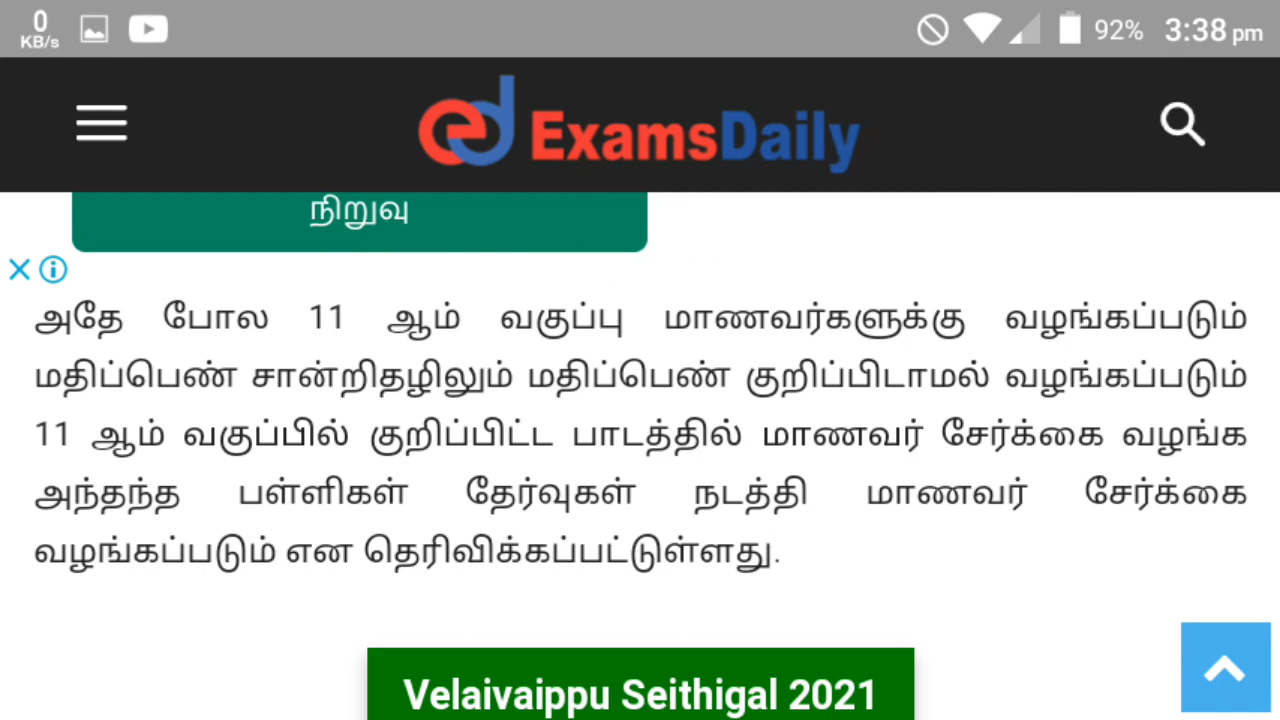 0
KB/s
92%
3:38 pm
ed ExamsDaily
நிறுவு
அதே போல 11 ஆம் வகுப்பு மாணவர்களுக்கு வழங்கப்படும்
மதிப்பெண் சான்றிதழிலும் மதிப்பெண் குறிப்பிடாமல் வழங்கப்படும்
11 ஆம் வகுப்பில் குறிப்பிட்ட பாடத்தில் மாணவர் சேர்க்கை வழங்க
அந்தந்த பள்ளிகள் தேர்வுகள் நடத்தி மாணவர் சேர்க்கை
வழங்கப்படும் என தெரிவிக்கப்பட்டுள்ளது.
Velaivaippu Seithigal 2021